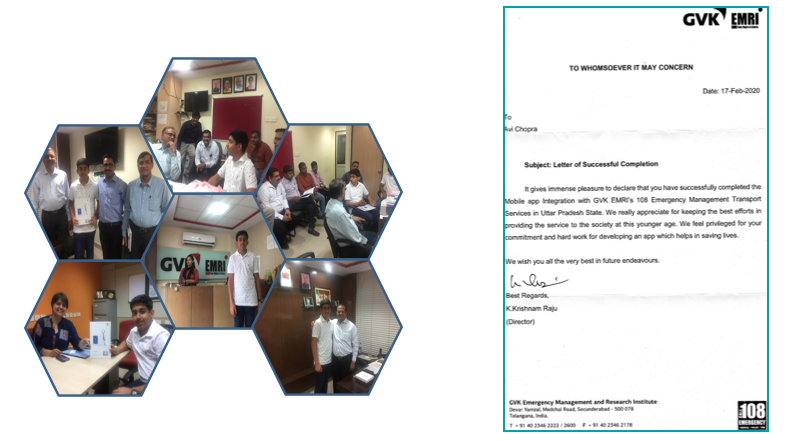 GVK EMRI
GVK EMRI
TO WHOMSOEVER IT MAY CONCERN
Date: 17-Feb-2020
To
Avi Chopra
Subject: Letter of Successful Completion
It gives immense pleasure to declare that you have successfully completed the
Mobile app Integration with GVK EMRI's 108 Emergency Management Transport
Services in Uttar Pradesh State. We really appreciate for keeping the best efforts in
providing the service to the society at this younger age. We feel privileged for your
commitment and hard work for developing an app which helps in saving lives.
We wish you all the very best in future endeavours.
Best Regards,
K.Krishnam Raju
(Director)
GVK Emergency Management and Research Institute
Devar Yamzal, Medchal Road, Secunderabad - 500 078
Telangana, India.
T + 91 40 2346 2222 / 2600 F + 91 40 2346 2178
108
EMERGENCY